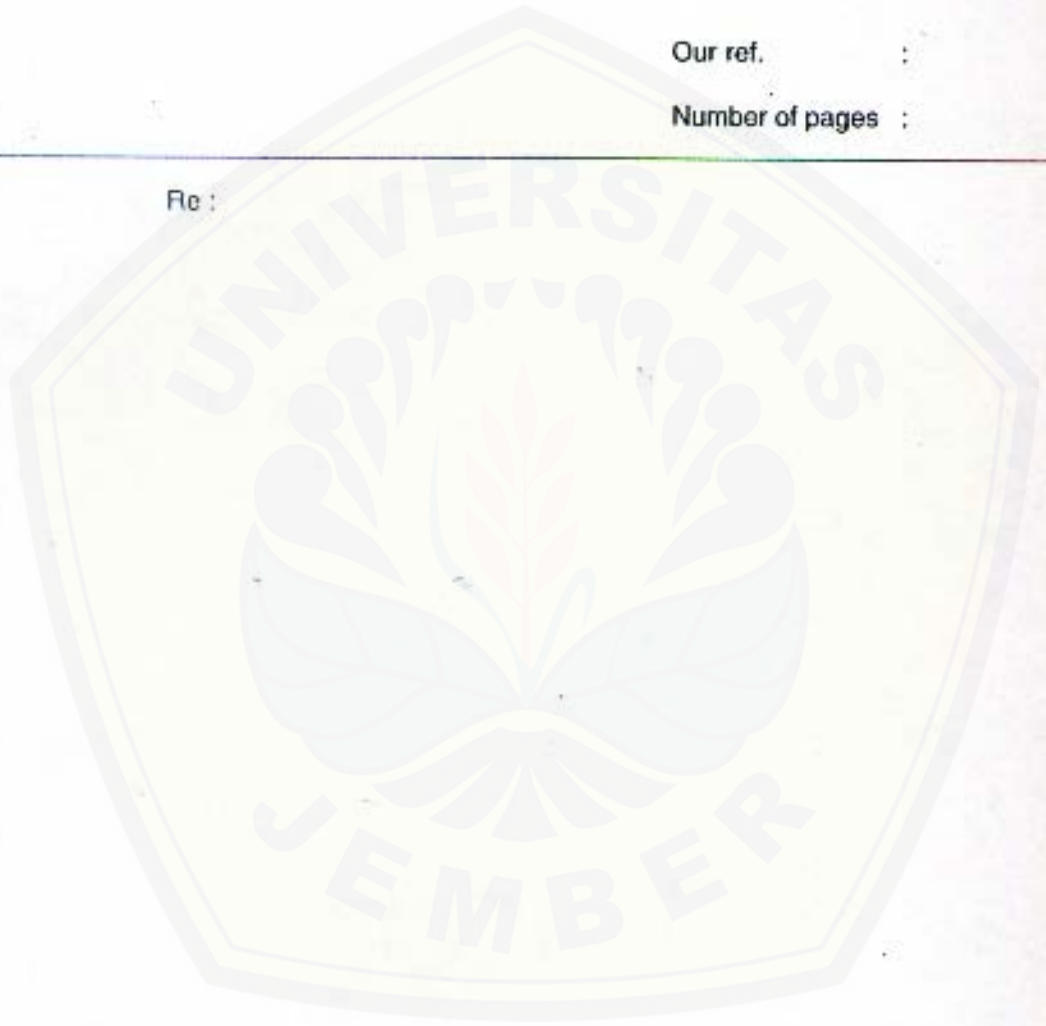 Our ref. :
Number of pages :
Re :
UNIVERSITAS
JEMBER